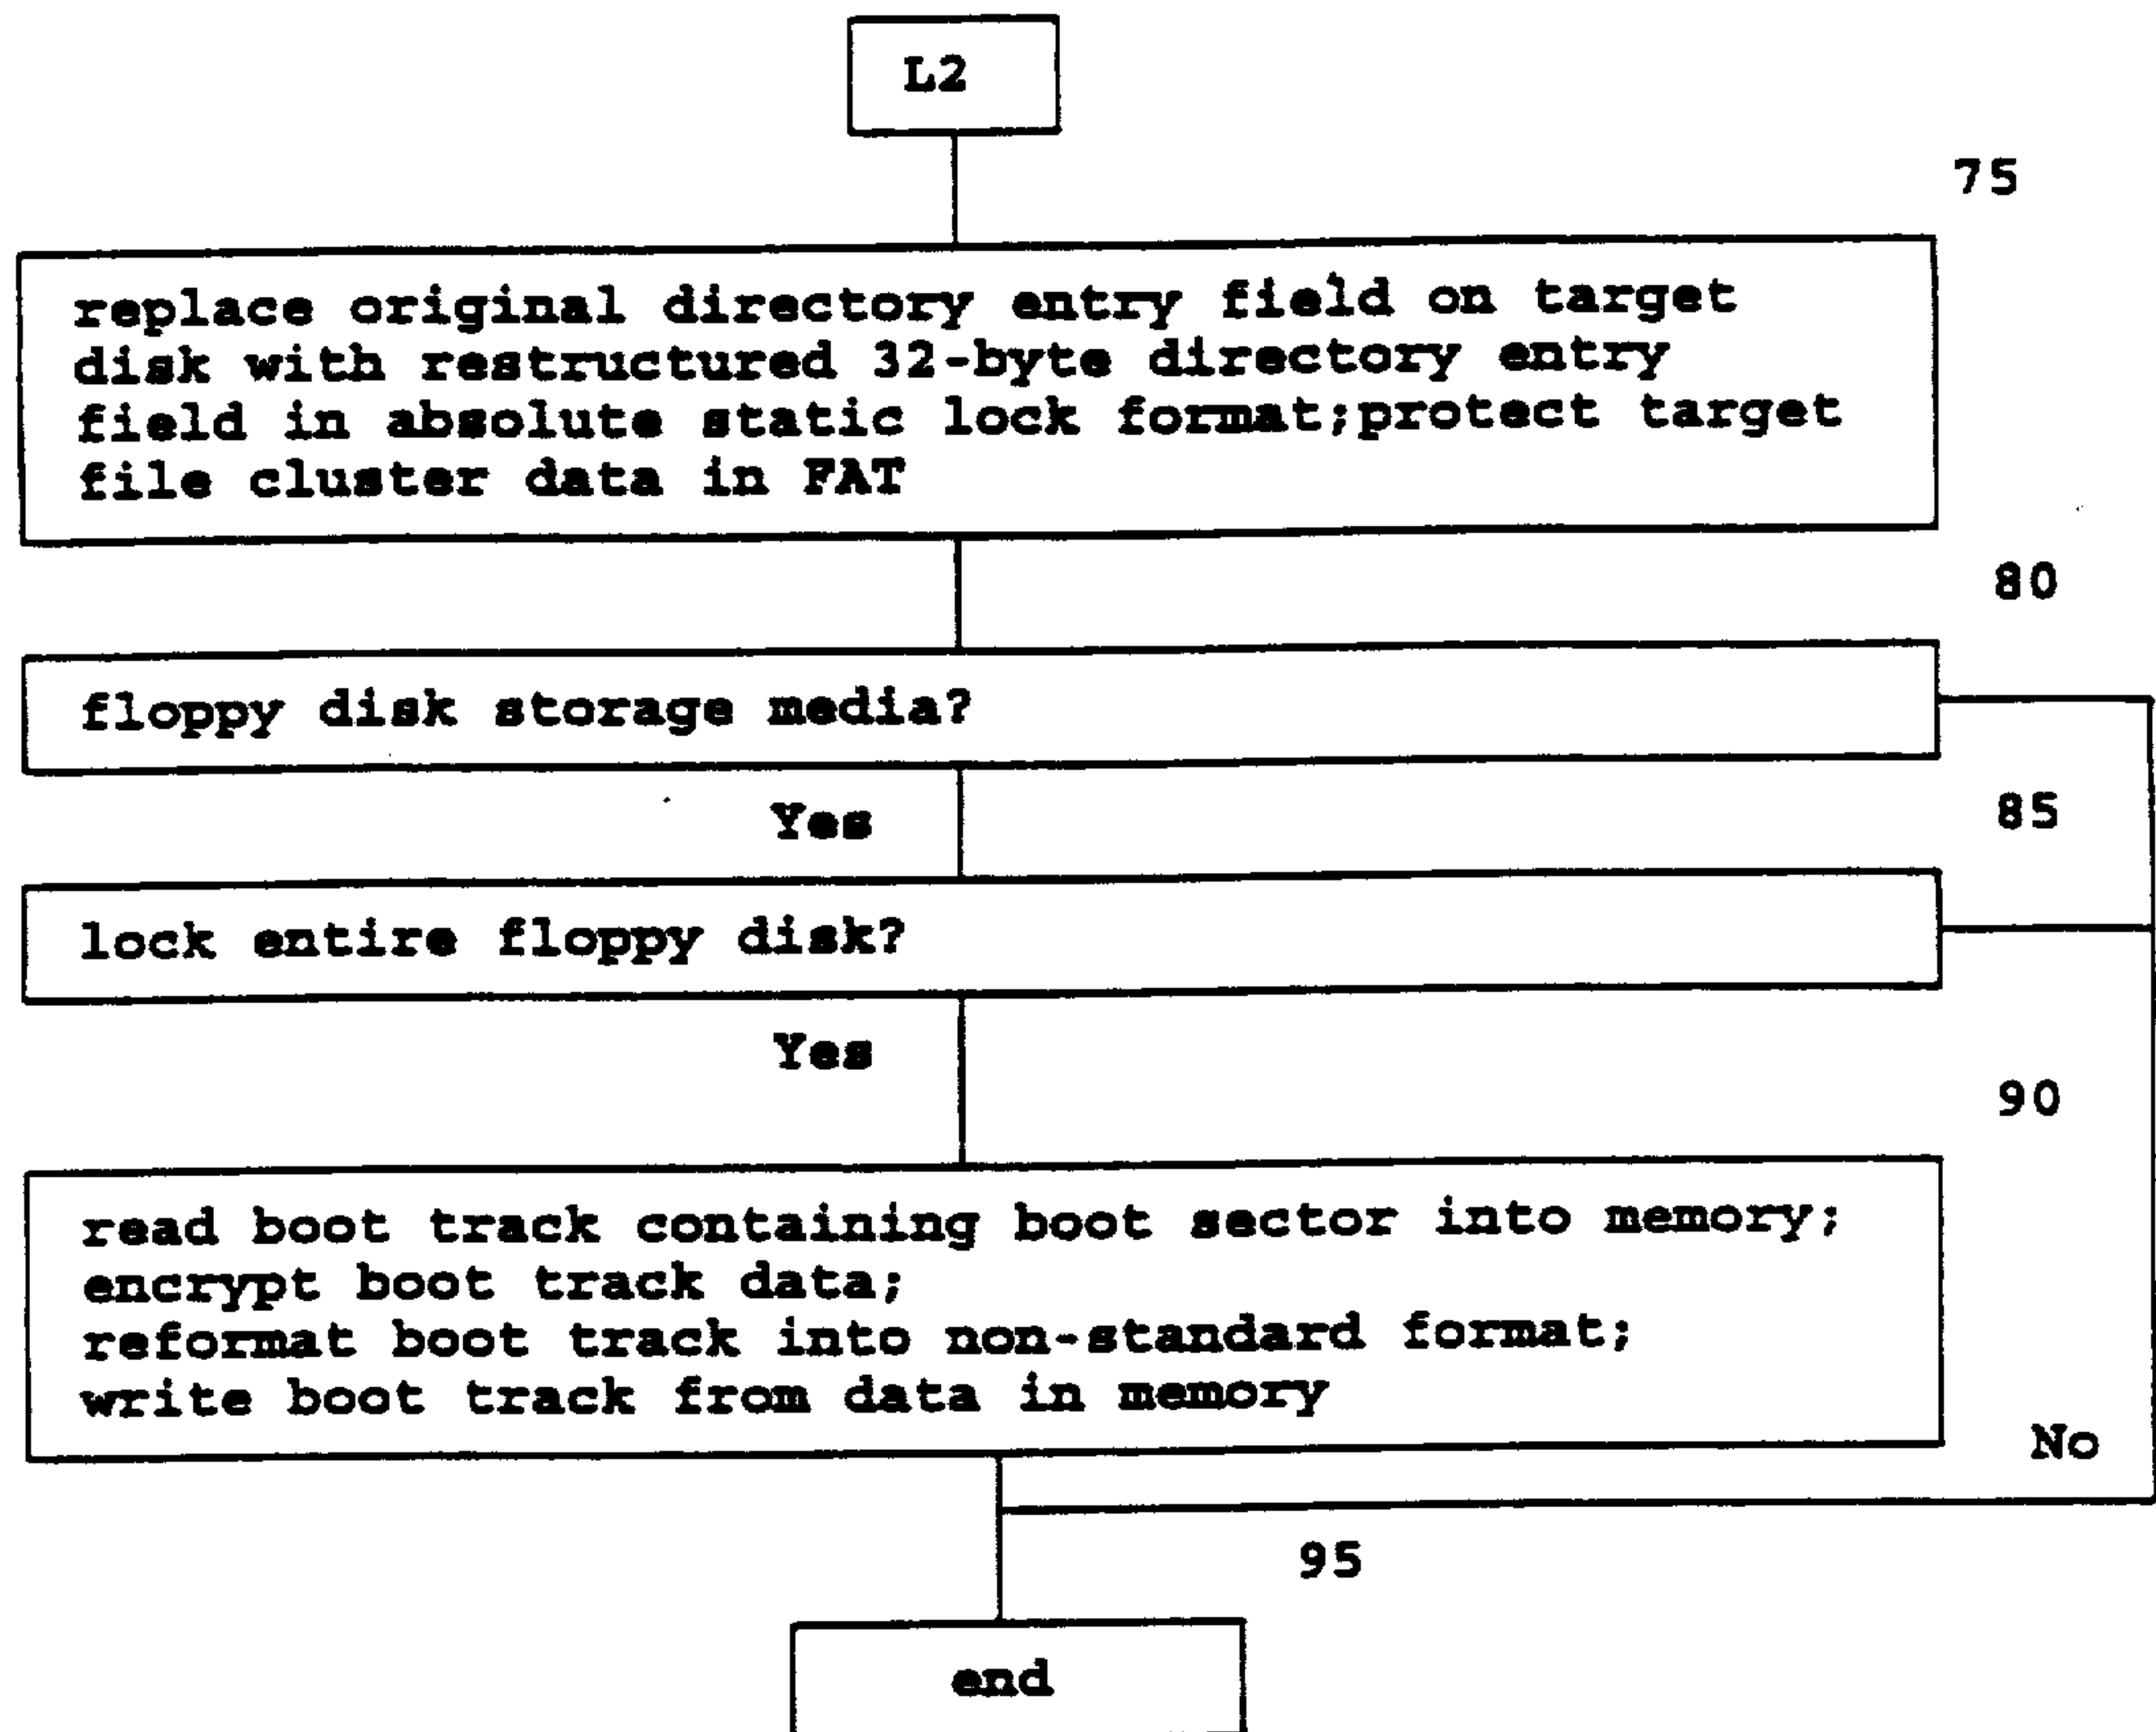 L2
75
replace original directory entry field on target
disk with restructured 32-byte directory entry
field in absolute static lock format;protect target
file cluster data in FAT
80
floppy disk storage media?
Yes
85
lock entire floppy disk?
Yes
90
read boot track containing boot sector into memory;
encrypt boot track data;
reformat boot track into non-standard format;
write boot track from data in memory
No
95
end